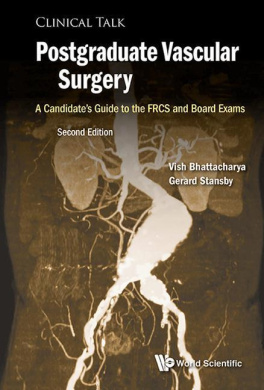 CLINICAL TALK
Postgraduate Vascular
Surgery
A Candidate's Guide to the FRCS and Board Exams
Second Edition
Vish Bhattacharya
Gerard Stansby
World Scientific